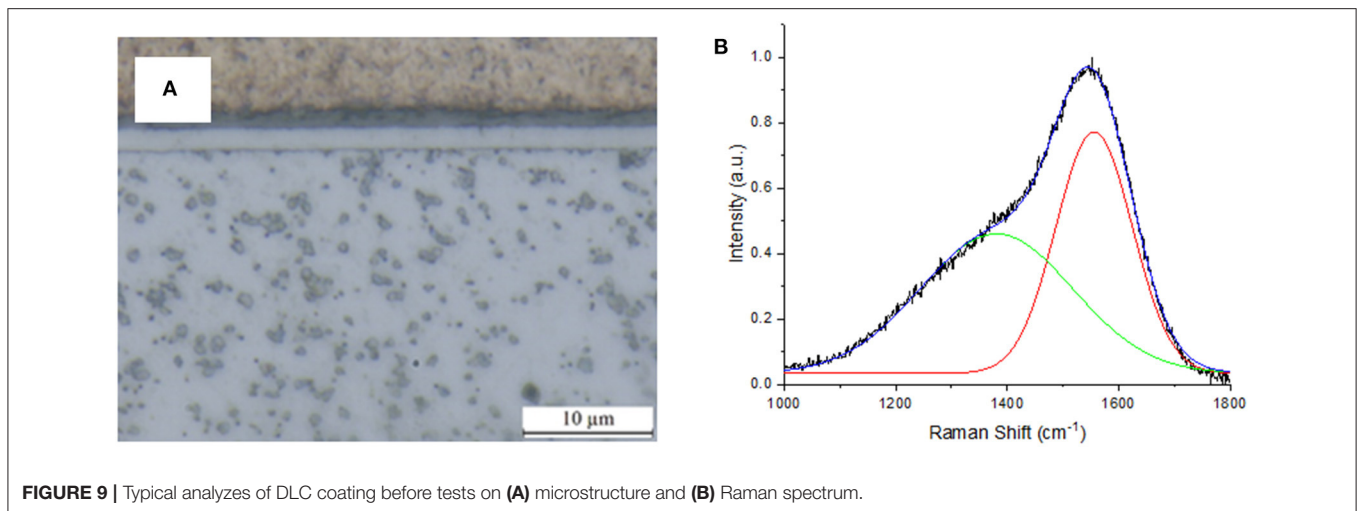 A
10 µm
B
Intensity (a.u.)
1.0
0.8
0.6
0.4
0.2
0.0
1000 1200 1400 1600 1800
Raman Shift (cm⁻¹)
FIGURE 9 | Typical analyzes of DLC coating before tests on (A) microstructure and (B) Raman spectrum.